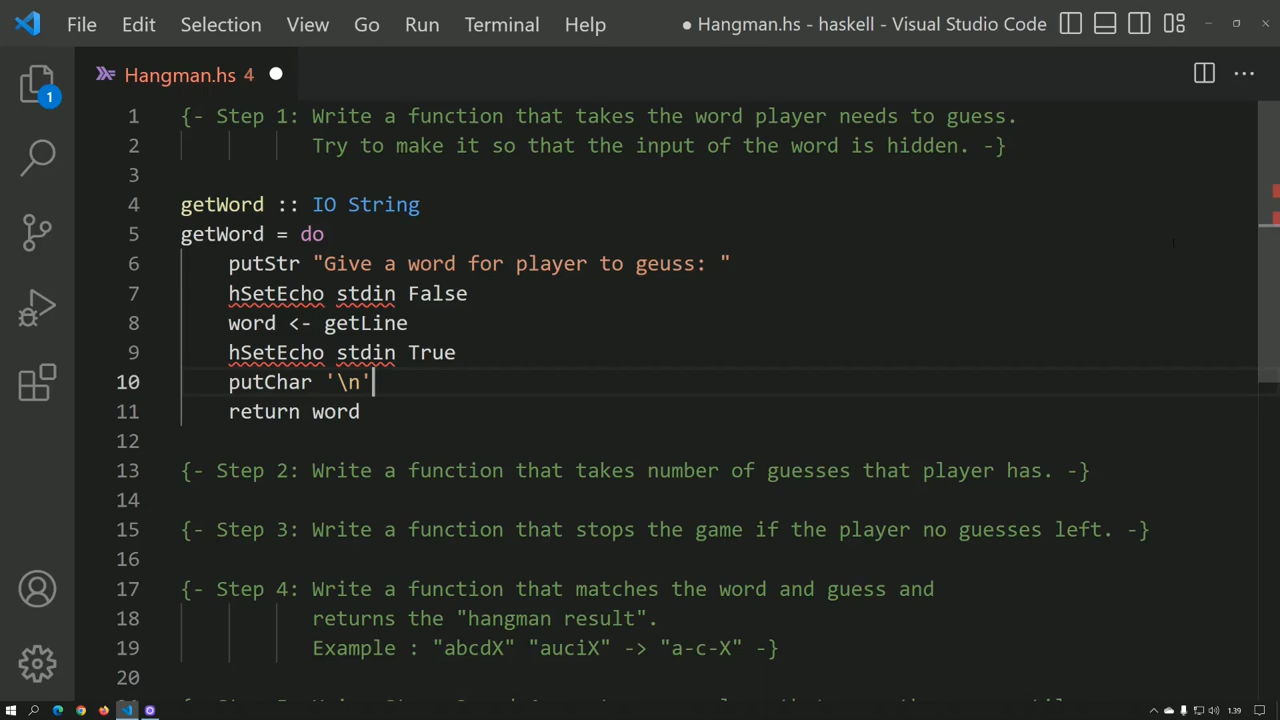 File Edit Selection View Go Run Terminal Help ● Hangman.hs - haskell - Visual Studio Code
Hangman.hs 4
1 {- Step 1: Write a function that takes the word player needs to guess.
2 Try to make it so that the input of the word is hidden. -}
3
4 getWord :: IO String
5 getWord = do
6 putStr "Give a word for player to geuss: "
7 hSetEcho stdin False
8 word <- getLine
9 hSetEcho stdin True
10 putChar '\n'
11 return word
12
13 {- Step 2: Write a function that takes number of guesses that player has. -}
14
15 {- Step 3: Write a function that stops the game if the player no guesses left. -}
16
17 {- Step 4: Write a function that matches the word and guess and
18 returns the "hangman result".
19 Example : "abcdX" "auciX" -> "a-c-X" -}
20
1
1.39